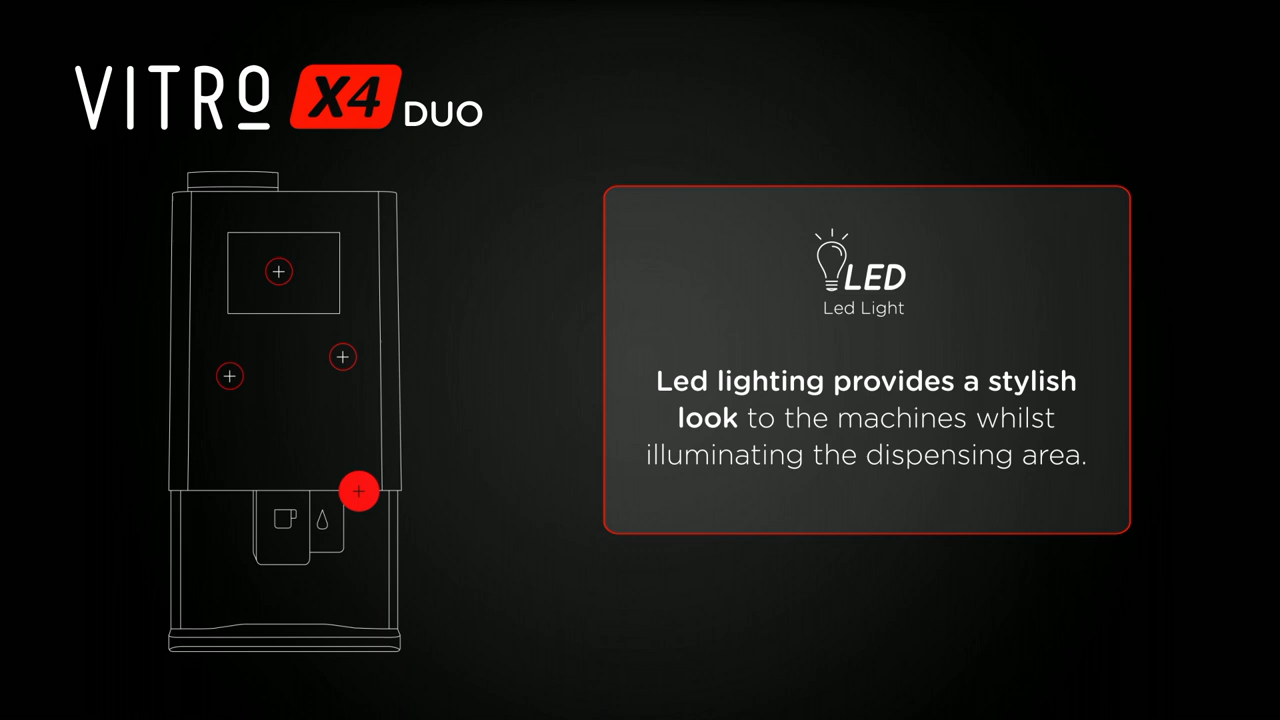 VITRO X4 DUO
LED
Led Light
Led lighting provides a stylish
look to the machines whilst
illuminating the dispensing area.